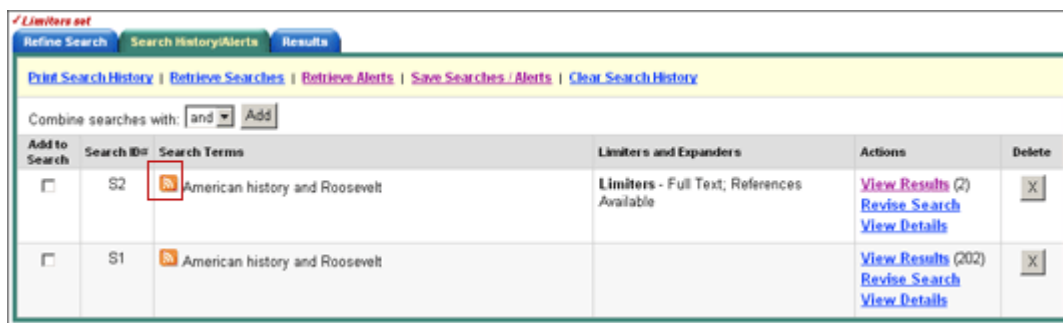 ✓Limiters set
Refine Search Search History/Alerts Results
Print Search History | Retrieve Searches | Retrieve Alerts | Save Searches / Alerts | Clear Search History
Combine searches with: and Add
Add to Search Search ID# Search Terms Limiters and Expanders Actions Delete
S2 American history and Roosevelt Limiters - Full Text; References Available View Results (2) X
Revise Search
View Details
S1 American history and Roosevelt View Results (202) X
Revise Search
View Details